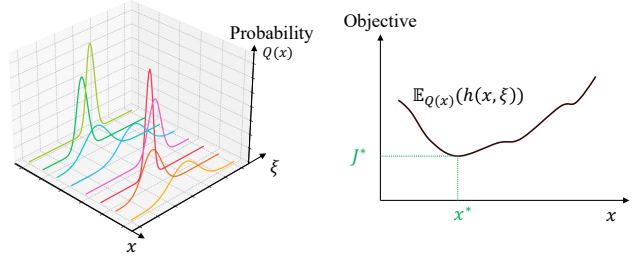 Probability
Q(x)
ξ
x
Objective
𝔼_{Q(x)}(h(x, ξ))
J*
x*
x